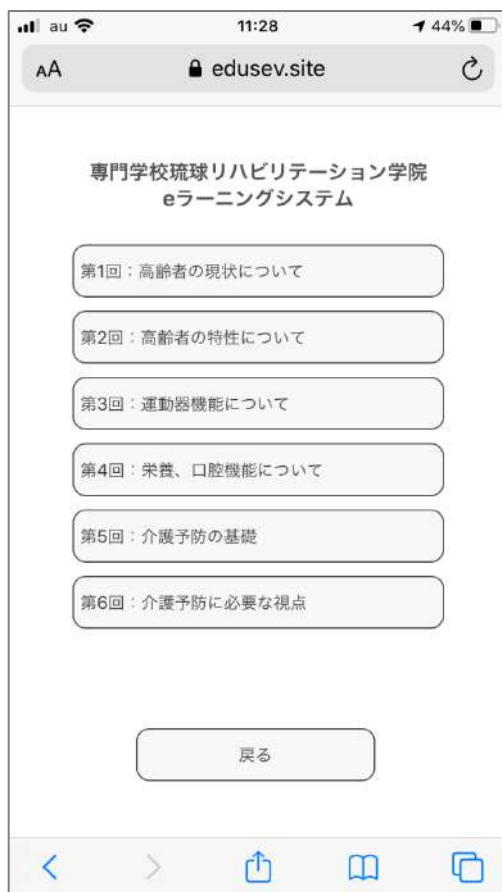 au 11:28 44%
AA edusev.site
専門学校琉球リハビリテーション学院
eラーニングシステム
第1回：高齢者の現状について
第2回：高齢者の特性について
第3回：運動器機能について
第4回：栄養、口腔機能について
第5回：介護予防の基礎
第6回：介護予防に必要な視点
戻る